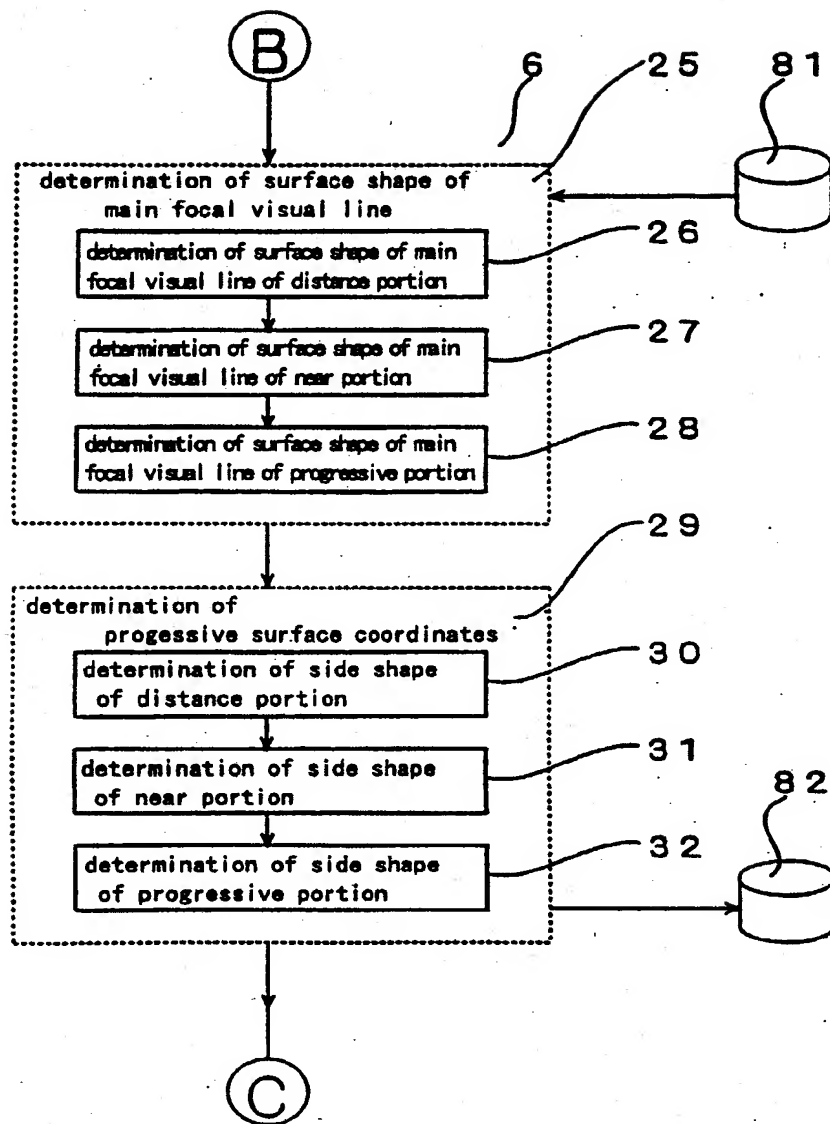 B
6
25
81
determination of surface shape of
main focal visual line
determination of surface shape of main
focal visual line of distance portion
26
determination of surface shape of main
focal visual line of near portion
27
determination of surface shape of main
focal visual line of progressive portion
28
29
determination of
progessive surface coordinates
determination of side shape
of distance portion
30
determination of side shape
of near portion
31
determination of side shape
of progressive portion
32
82
C